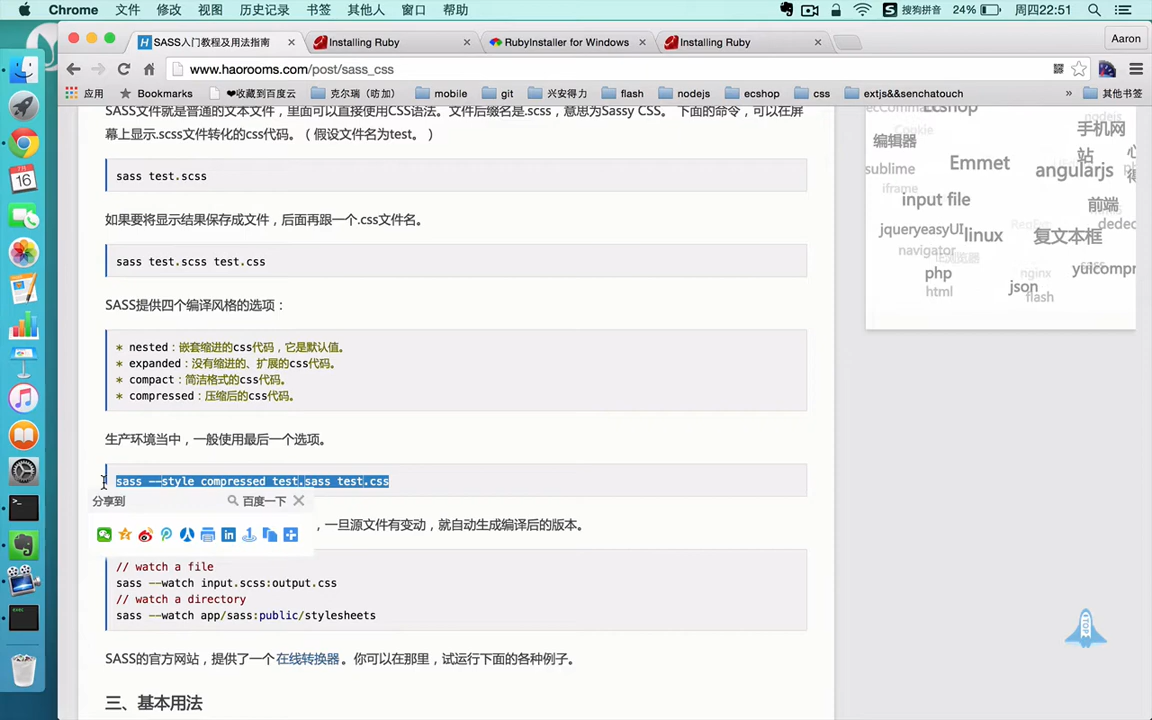 Chrome 文件 修改 视图 历史记录 书签 其他人 窗口 帮助 搜狗拼音 24% 周四22:51
SASS入门教程及用法指南 Installing Ruby RubyInstaller for Windows Installing Ruby Aaron
www.haorooms.com/post/sass_css
应用 Bookmarks ❤收藏到百度云 克尔瑞（叻加） mobile git 兴安得力 flash nodejs ecshop css extjs&&senchatouch » 其他书签
SASS文件就是普通的文本文件，里面可以直接使用CSS语法。文件后缀名是.scss，意思为Sassy CSS。 下面的命令，可以在屏
幕上显示.scss文件转化的css代码。（假设文件名为test。）
sass test.scss
如果要将显示结果保存成文件，后面再跟一个.css文件名。
sass test.scss test.css
SASS提供四个编译风格的选项：
* nested：嵌套缩进的css代码，它是默认值。
* expanded：没有缩进的、扩展的css代码。
* compact：简洁格式的css代码。
* compressed：压缩后的css代码。
生产环境当中，一般使用最后一个选项。
sass --style compressed test.sass test.css
分享到 百度一下
，一旦源文件有变动，就自动生成编译后的版本。
// watch a file
sass --watch input.scss:output.css
// watch a directory
sass --watch app/sass:public/stylesheets
SASS的官方网站，提供了一个在线转换器。你可以在那里，试运行下面的各种例子。
三、基本用法
手机网
编辑器
站
Cookie
sublime
Emmet
angularjs
iframe
input file
前端
jqueryeasyUI
linux
复文本框
navigator
IE浏览器
php
nginx
html
json
flash
TOP
16